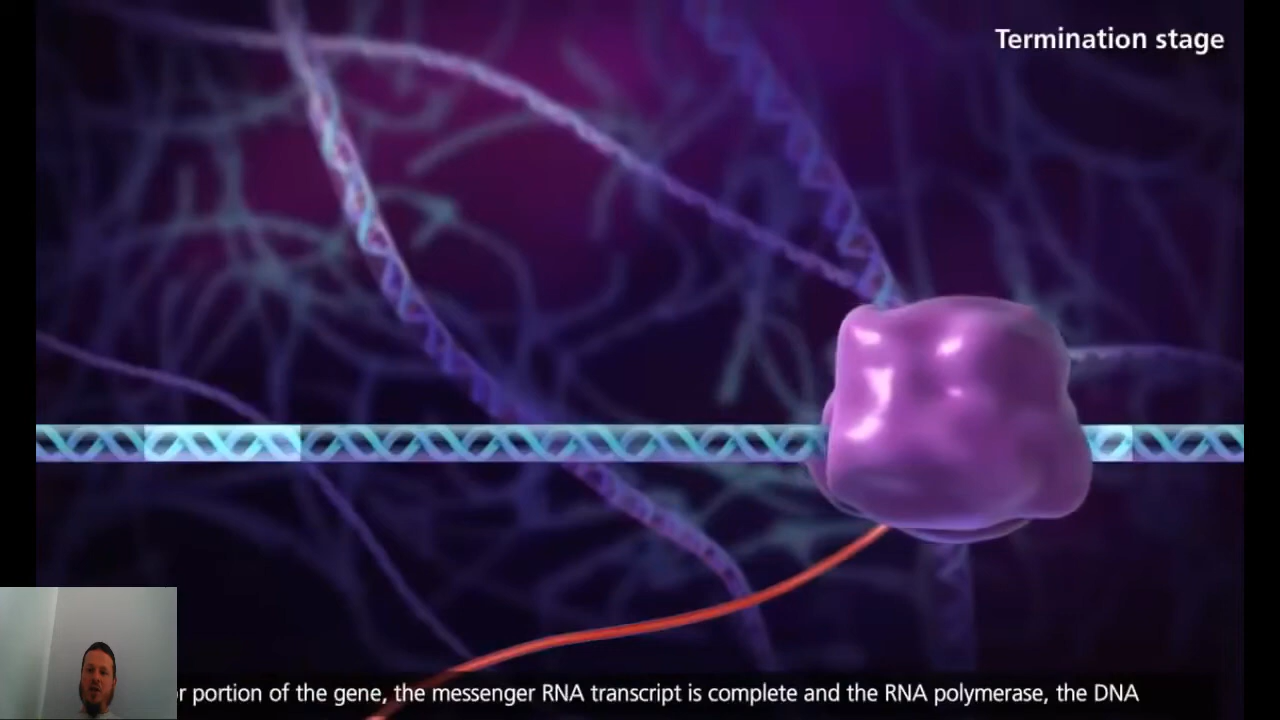 Termination stage
portion of the gene, the messenger RNA transcript is complete and the RNA polymerase, the DNA